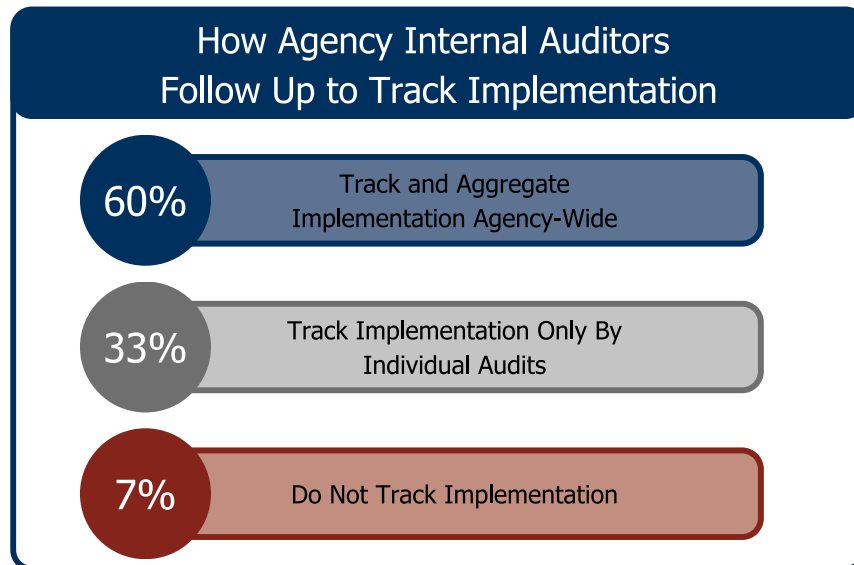 How Agency Internal Auditors
Follow Up to Track Implementation
60%
Track and Aggregate
Implementation Agency-Wide
33%
Track Implementation Only By
Individual Audits
7%
Do Not Track Implementation